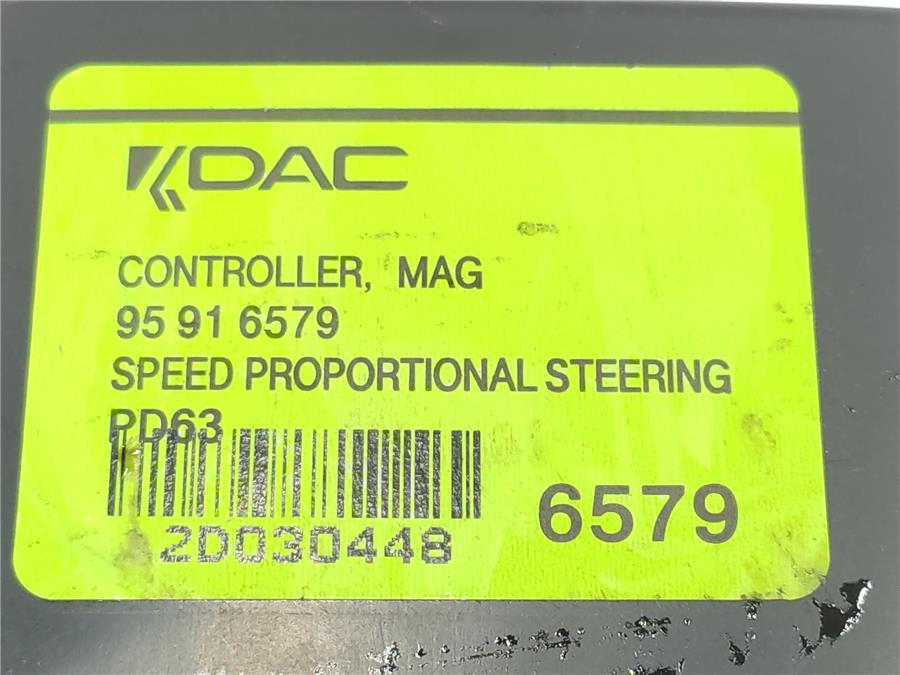 DAC
CONTROLLER, MAG
95 91 6579
SPEED PROPORTIONAL STEERING
PD63
2D030448
6579